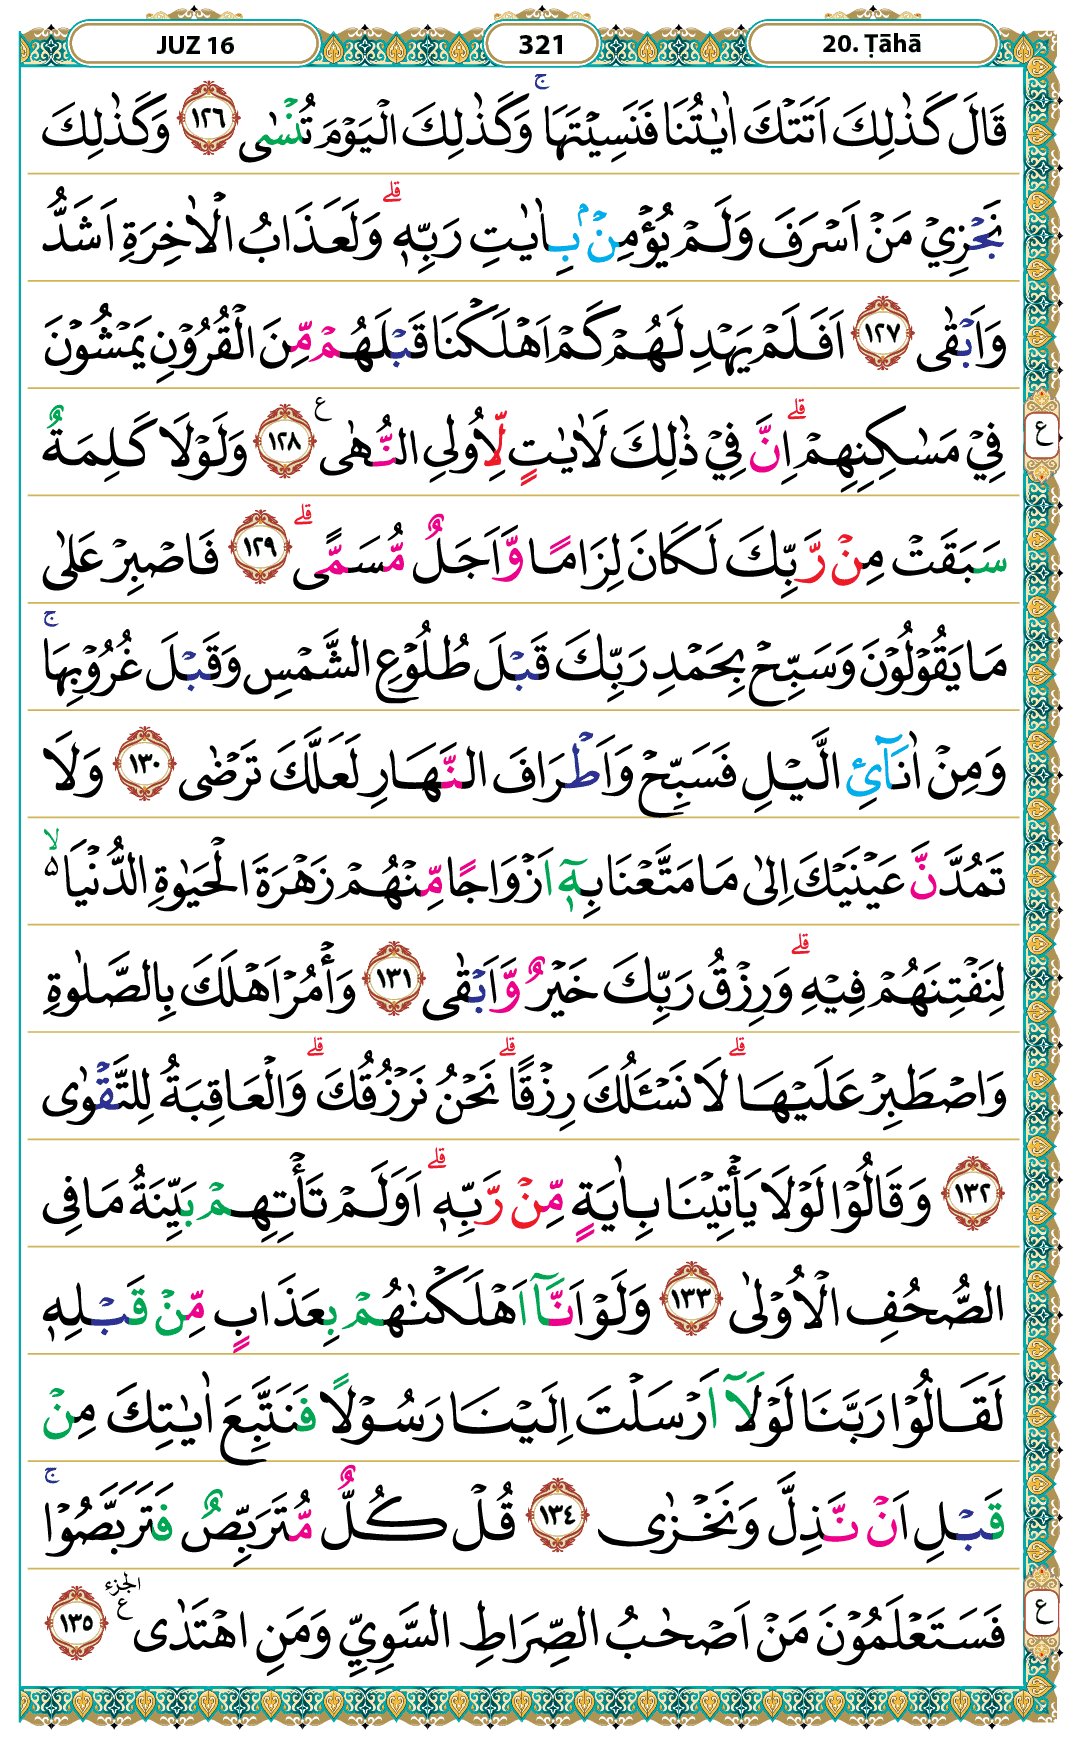 JUZ 16 321 20. Ṭāhā
قَالَ كَذٰلِكَ اَتَتْكَ اٰيٰتُنَا فَنَسِيْتَهَا ۚ وَكَذٰلِكَ الْيَوْمَ تُنْسٰى ١٢٦ وَكَذٰلِكَ
نَجْزِيْ مَنْ اَسْرَفَ وَلَمْ يُؤْمِنْۢ بِاٰيٰتِ رَبِّهٖ ۗ وَلَعَذَابُ الْاٰخِرَةِ اَشَدُّ
وَاَبْقٰى ١٢٧ اَفَلَمْ يَهْدِ لَهُمْ كَمْ اَهْلَكْنَا قَبْلَهُمْ مِّنَ الْقُرُوْنِ يَمْشُوْنَ
فِيْ مَسٰكِنِهِمْ ۗ اِنَّ فِيْ ذٰلِكَ لَاٰيٰتٍ لِّاُولِى النُّهٰى ع ١٢٨ وَلَوْلَا كَلِمَةٌ
ع
سَبَقَتْ مِنْ رَّبِّكَ لَكَانَ لِزَامًا وَّاَجَلٌ مُّسَمًّى ۗ ١٢٩ فَاصْبِرْ عَلٰى
مَا يَقُوْلُوْنَ وَسَبِّحْ بِحَمْدِ رَبِّكَ قَبْلَ طُلُوْعِ الشَّمْسِ وَقَبْلَ غُرُوْبِهَا ۚ
وَمِنْ اٰنَآئِ الَّيْلِ فَسَبِّحْ وَاَطْرَافَ النَّهَارِ لَعَلَّكَ تَرْضٰى ١٣٠ وَلَا
تَمُدَّنَّ عَيْنَيْكَ اِلٰى مَا مَتَّعْنَا بِهٖٓ اَزْوَاجًا مِّنْهُمْ زَهْرَةَ الْحَيٰوةِ الدُّنْيَا ۙ۵
لِنَفْتِنَهُمْ فِيْهِ ۗ وَرِزْقُ رَبِّكَ خَيْرٌ وَّاَبْقٰى ١٣١ وَأْمُرْ اَهْلَكَ بِالصَّلٰوةِ
وَاصْطَبِرْ عَلَيْهَا ۗ لَا نَسْـَٔلُكَ رِزْقًا ۗ نَحْنُ نَرْزُقُكَ ۗ وَالْعَاقِبَةُ لِلتَّقْوٰى
١٣٢ وَقَالُوْا لَوْلَا يَأْتِيْنَا بِاٰيَةٍ مِّنْ رَّبِّهٖ ۗ اَوَلَمْ تَأْتِهِمْ بَيِّنَةُ مَا فِى
الصُّحُفِ الْاُوْلٰى ١٣٣ وَلَوْ اَنَّآ اَهْلَكْنٰهُمْ بِعَذَابٍ مِّنْ قَبْلِهٖ
لَقَالُوْا رَبَّنَا لَوْلَآ اَرْسَلْتَ اِلَيْنَا رَسُوْلًا فَنَتَّبِعَ اٰيٰتِكَ مِنْ
قَبْلِ اَنْ نَّذِلَّ وَنَخْزٰى ١٣٤ قُلْ كُلٌّ مُّتَرَبِّصٌ فَتَرَبَّصُوْا ۚ
فَسَتَعْلَمُوْنَ مَنْ اَصْحٰبُ الصِّرَاطِ السَّوِيِّ وَمَنِ اهْتَدٰى ع الجزء ١٣٥
ع